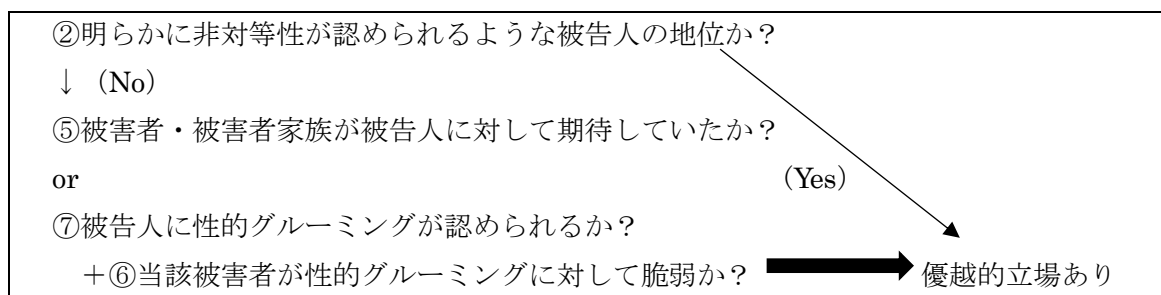 ②明らかに非対等性が認められるような被告人の地位か？
↓（No）
⑤被害者・被害者家族が被告人に対して期待していたか？
or （Yes）
⑦被告人に性的グルーミングが認められるか？
＋⑥当該被害者が性的グルーミングに対して脆弱か？ 優越的立場あり